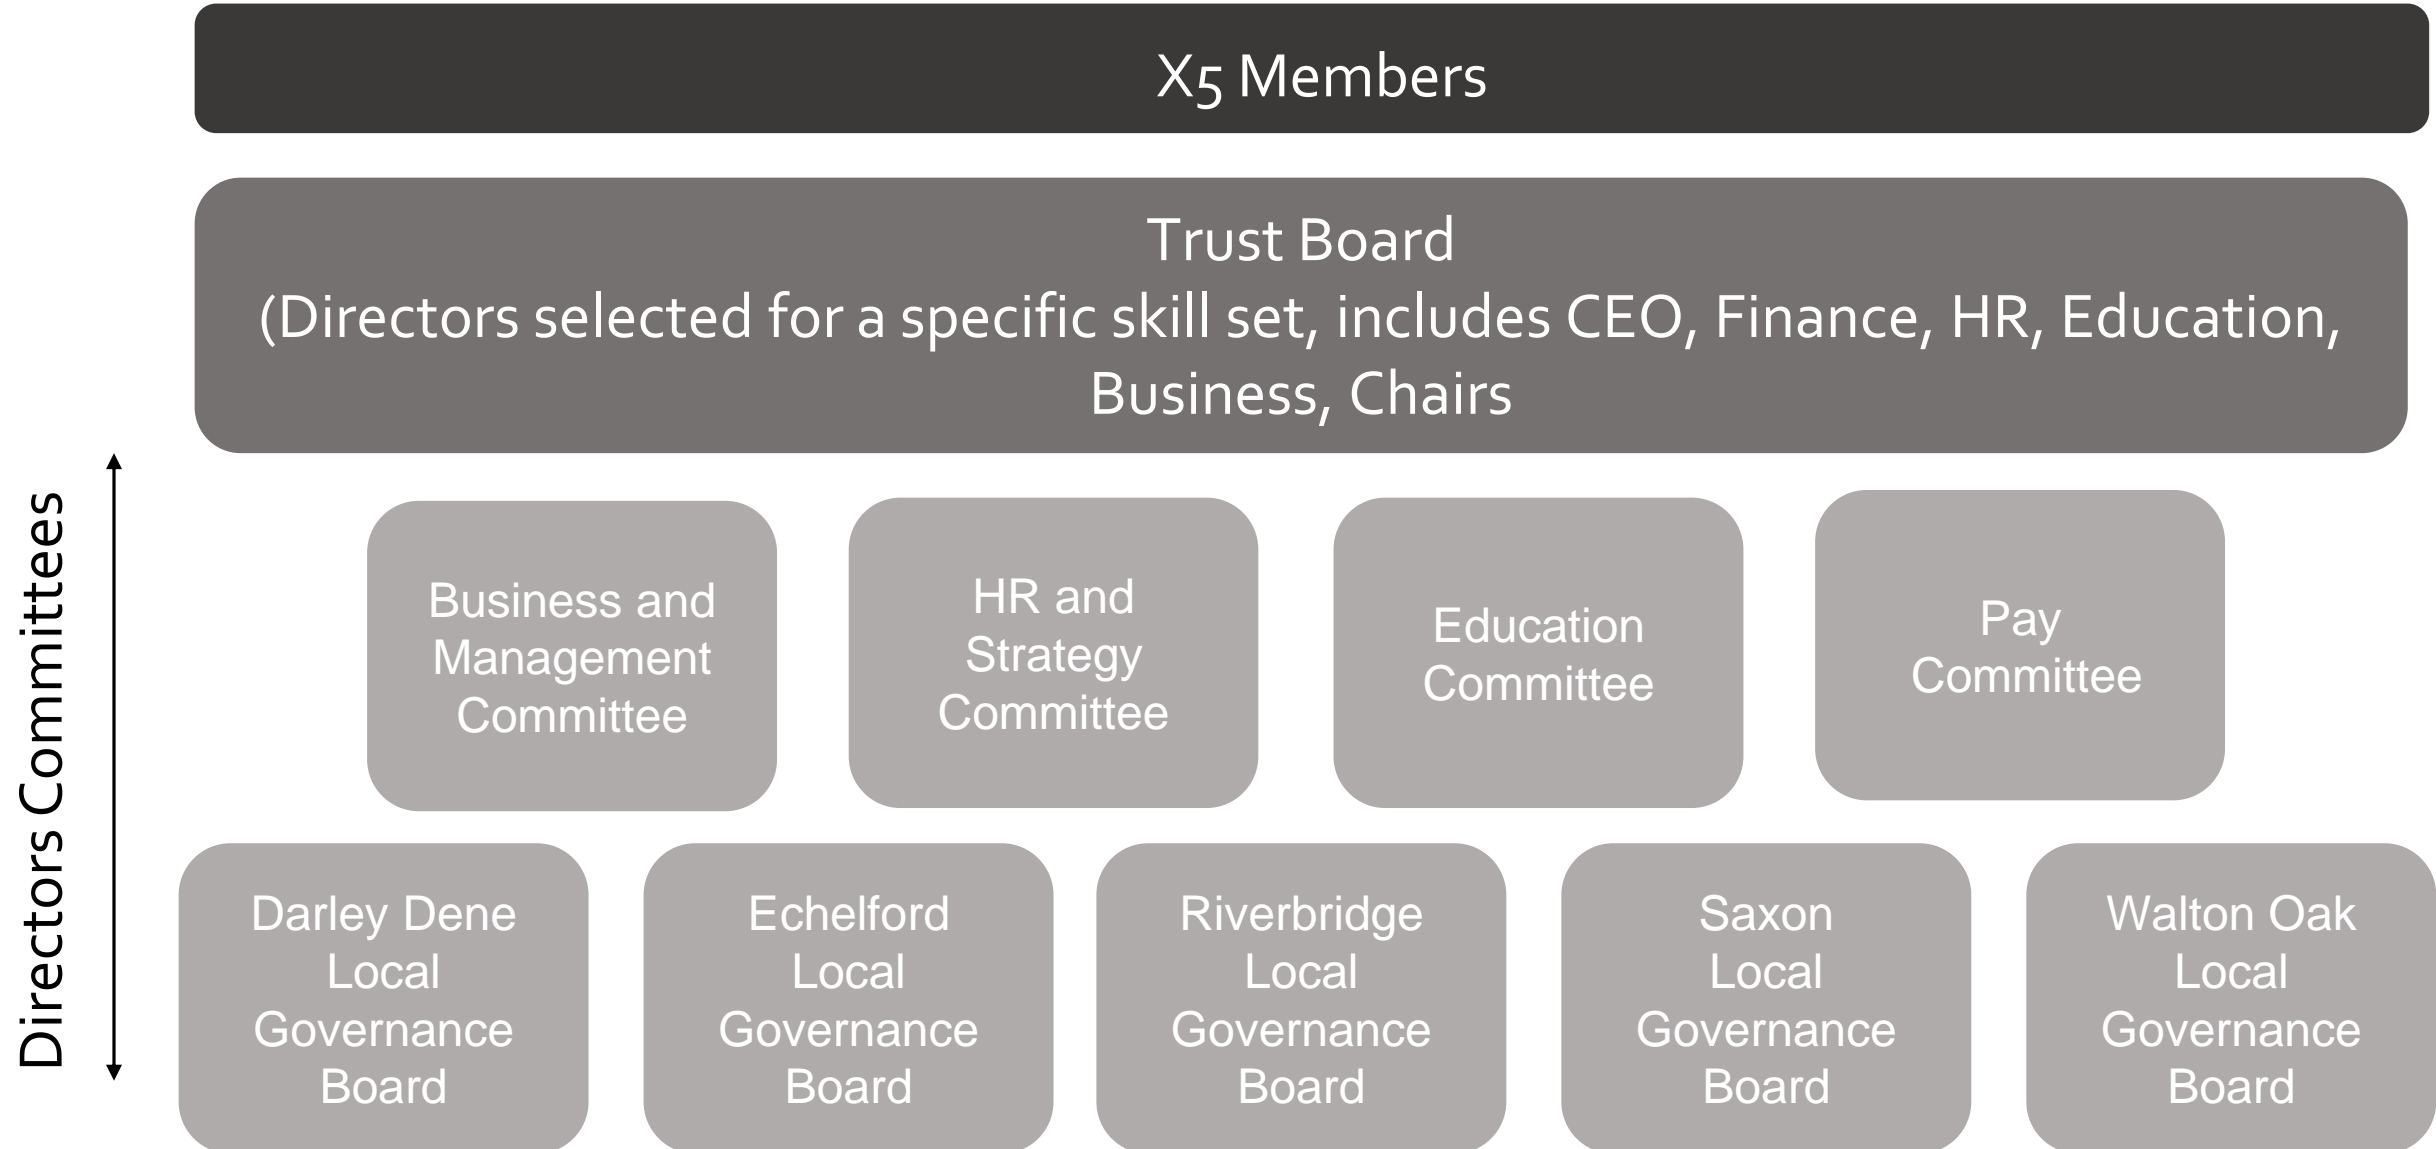 X5 Members
Trust Board
(Directors selected for a specific skill set, includes CEO, Finance, HR, Education,
Business, Chairs
Directors Committees
Business and
Management
Committee
HR and
Strategy
Committee
Education
Committee
Pay
Committee
Darley Dene
Local
Governance
Board
Echelford
Local
Governance
Board
Riverbridge
Local
Governance
Board
Saxon
Local
Governance
Board
Walton Oak
Local
Governance
Board